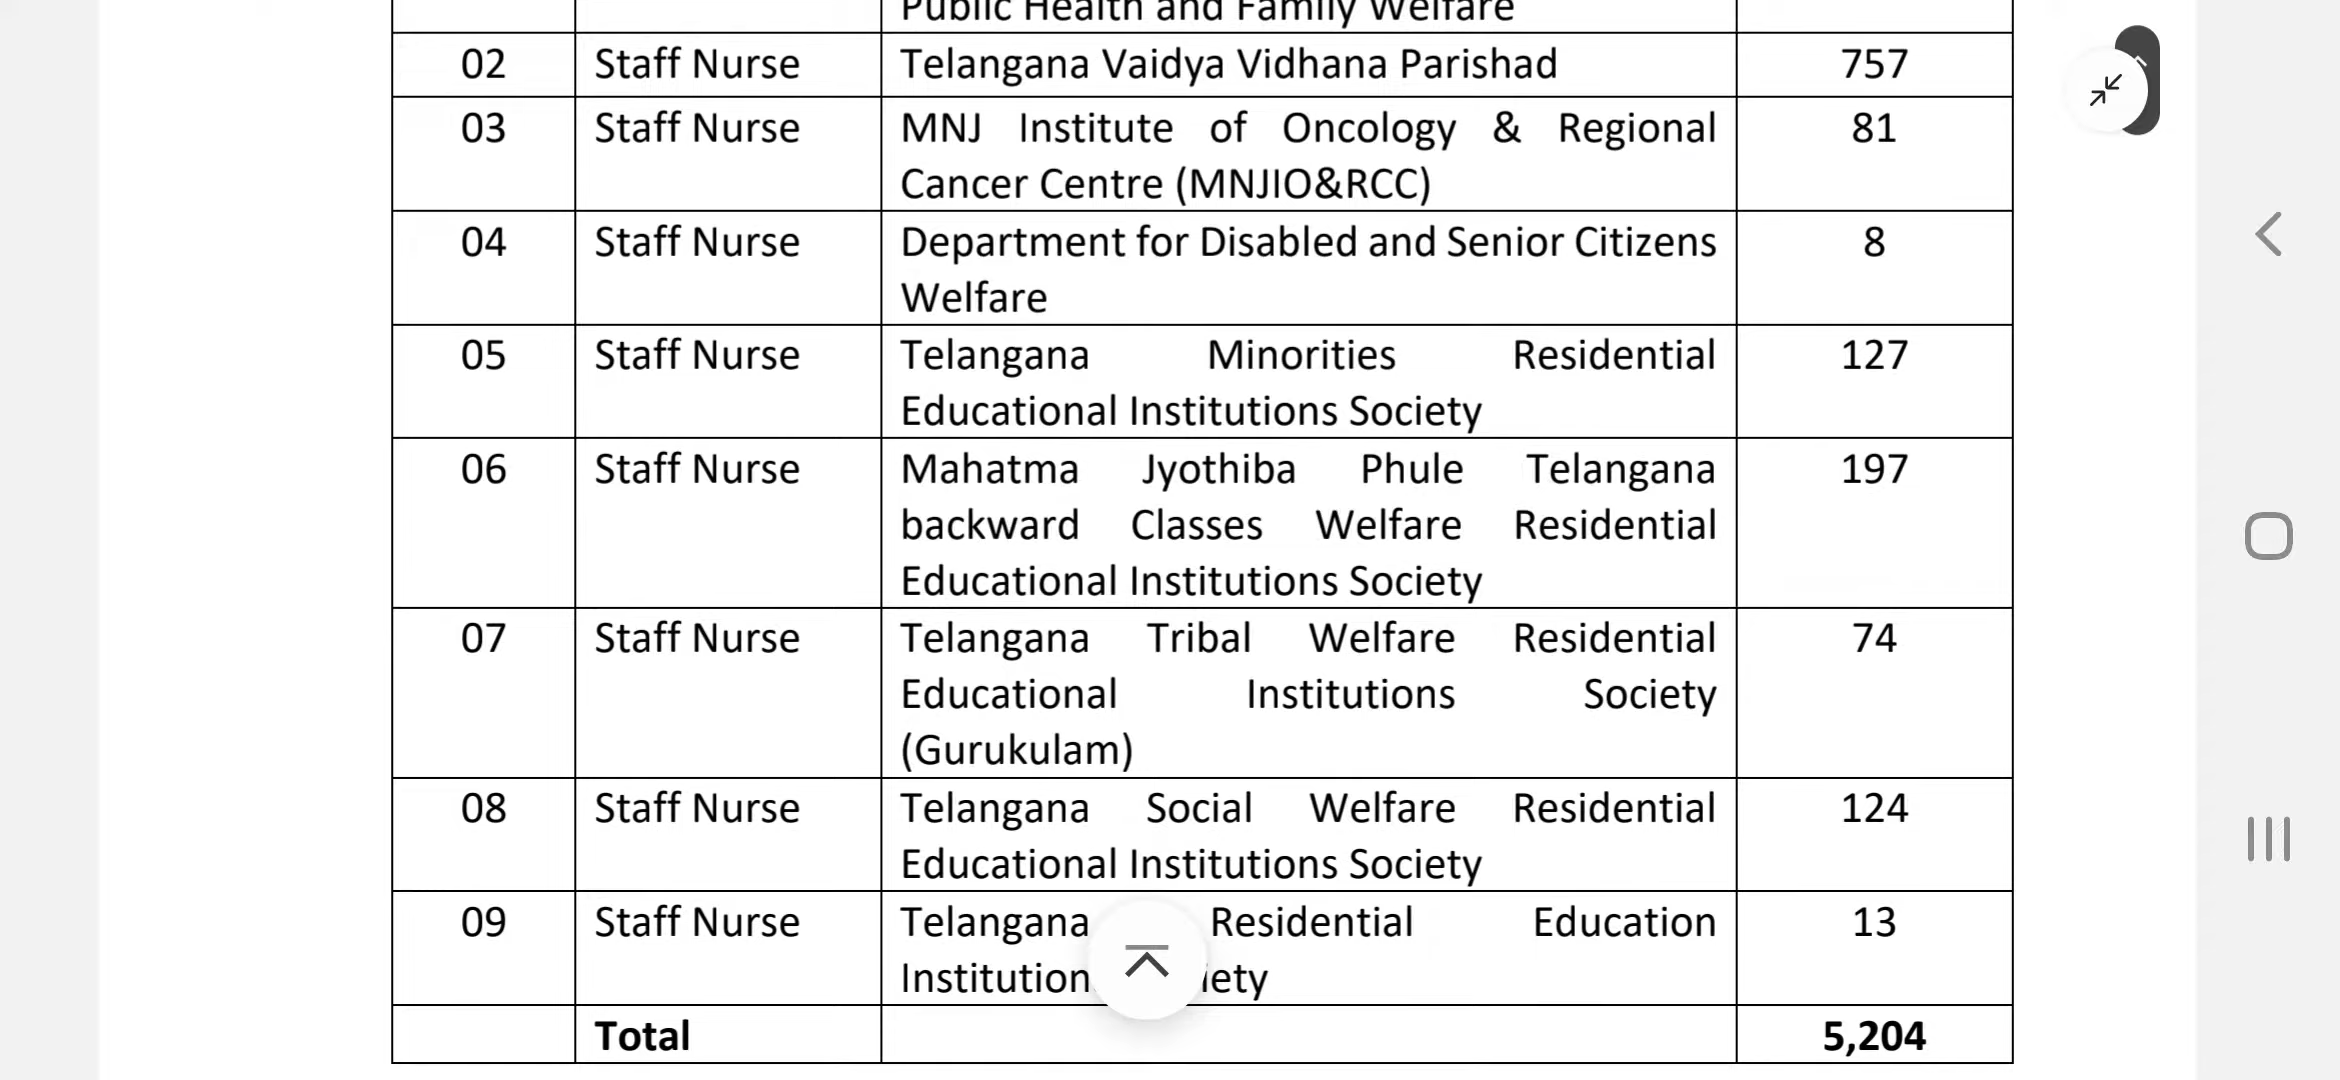 Public Health and Family Welfare
02 Staff Nurse Telangana Vaidya Vidhana Parishad 757
03 Staff Nurse MNJ Institute of Oncology & Regional 81
Cancer Centre (MNJIO&RCC)
04 Staff Nurse Department for Disabled and Senior Citizens 8
Welfare
05 Staff Nurse Telangana Minorities Residential 127
Educational Institutions Society
06 Staff Nurse Mahatma Jyothiba Phule Telangana 197
backward Classes Welfare Residential
Educational Institutions Society
07 Staff Nurse Telangana Tribal Welfare Residential 74
Educational Institutions Society
(Gurukulam)
08 Staff Nurse Telangana Social Welfare Residential 124
Educational Institutions Society
09 Staff Nurse Telangana Residential Education 13
Total 5,204